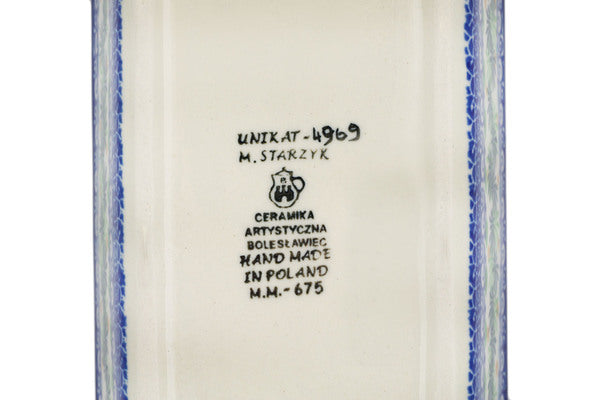 UNIKAT-4969
M. STARZYK
CERAMIKA
ARTYSTYCZNA
BOLESŁAWIEC
HAND MADE
IN POLAND
M.M.-675